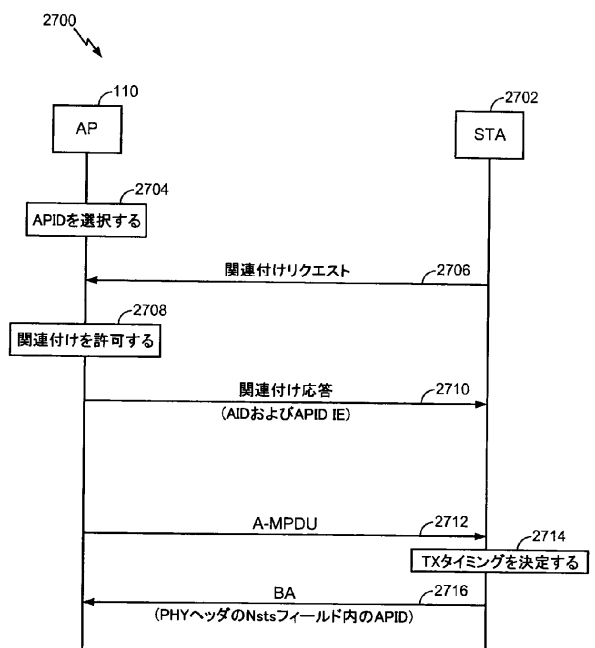 2700
110
AP
2702
STA
2704
APIDを選択する
関連付けリクエスト
2706
2708
関連付けを許可する
関連付け応答
2710
(AIDおよびAPID IE)
A-MPDU
2712
2714
TXタイミングを決定する
BA
2716
(PHYヘッダのNstsフィールド内のAPID)